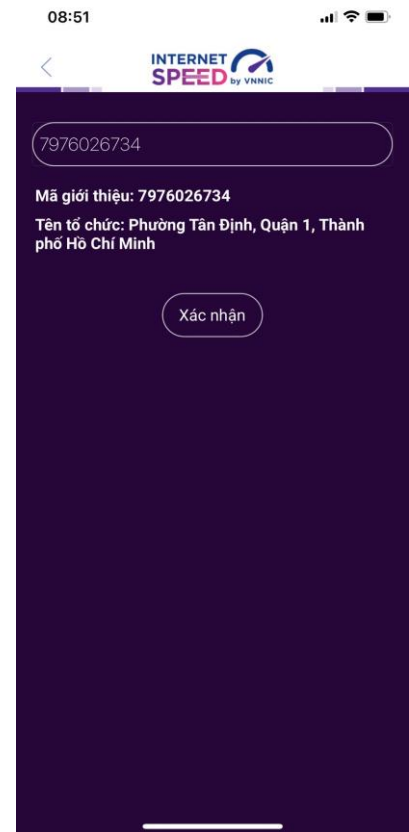 08:51
INTERNET
SPEED by VNNIC
7976026734
Mã giới thiệu: 7976026734
Tên tổ chức: Phường Tân Định, Quận 1, Thành
phố Hồ Chí Minh
Xác nhận